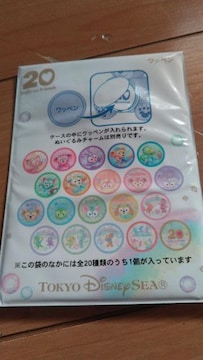 ワッペン
20
ワッペン
ケースの中にワッペンが入れられます。
ぬいぐるみチャームは別売りです。
※この袋のなかには全20種類のうち1個が入っています
TOKYO DISNEY SEA®